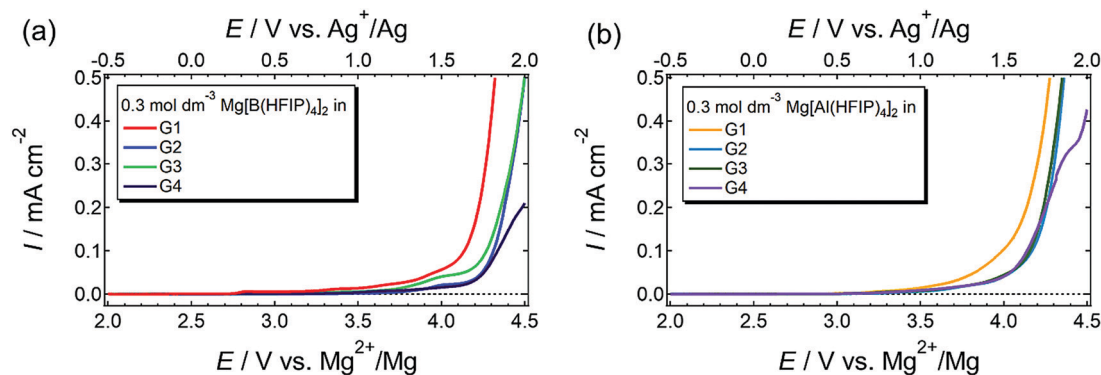 (a)
E / V vs. Ag⁺/Ag
-0.5 0.0 0.5 1.0 1.5 2.0
0.5
0.4
0.3
0.2
0.1
0.0
I / mA cm⁻²
0.3 mol dm⁻³ Mg[B(HFIP)₄]₂ in
G1
G2
G3
G4
2.0 2.5 3.0 3.5 4.0 4.5
E / V vs. Mg²⁺/Mg
(b)
E / V vs. Ag⁺/Ag
-0.5 0.0 0.5 1.0 1.5 2.0
0.5
0.4
0.3
0.2
0.1
0.0
I / mA cm⁻²
0.3 mol dm⁻³ Mg[Al(HFIP)₄]₂ in
G1
G2
G3
G4
2.0 2.5 3.0 3.5 4.0 4.5
E / V vs. Mg²⁺/Mg